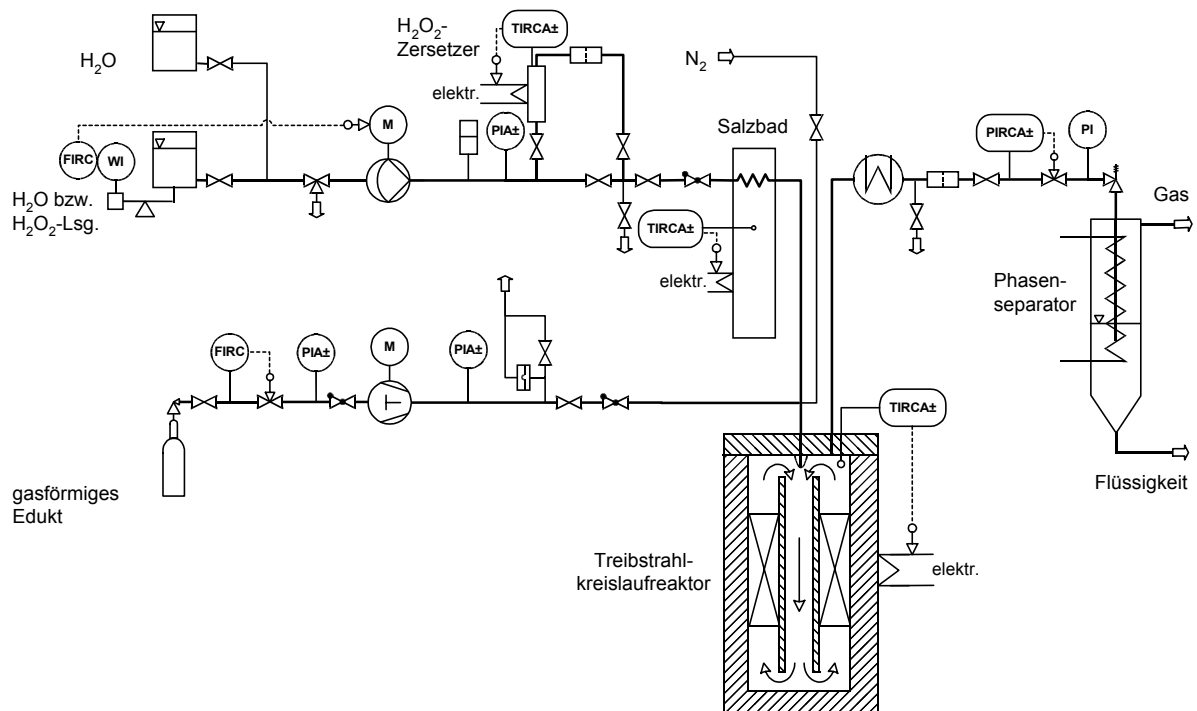 H₂O₂-
Zersetzer
TIRCA±
H₂O
N₂
elektr.
M
PIA±
Salzbad
PIRCA±
PI
FIRC
WI
Gas
H₂O bzw.
H₂O₂-Lsg.
TIRCA±
elektr.
Phasen-
separator
FIRC
PIA±
M
PIA±
TIRCA±
gasförmiges
Edukt
Flüssigkeit
Treibstrahl-
kreislaufreaktor
elektr.